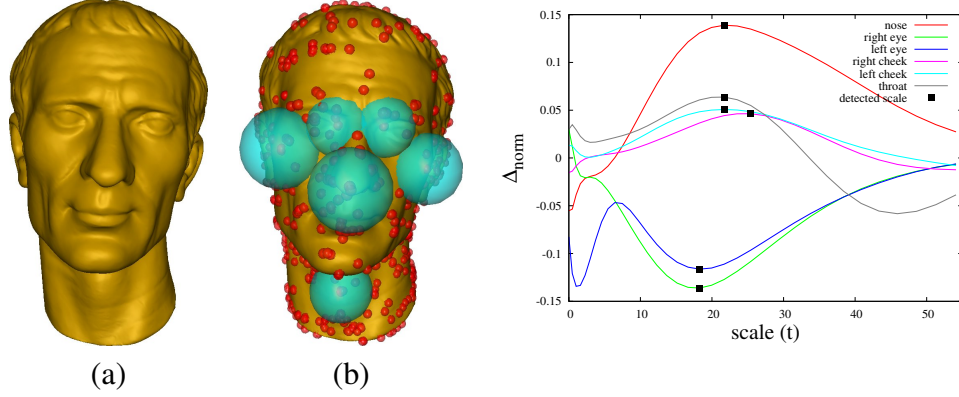 (a)
(b)
0.15
0.1
0.05
0
-0.05
-0.1
-0.15
Δnorm
0 10 20 30 40 50
scale (t)
nose
right eye
left eye
right cheek
left cheek
throat
detected scale